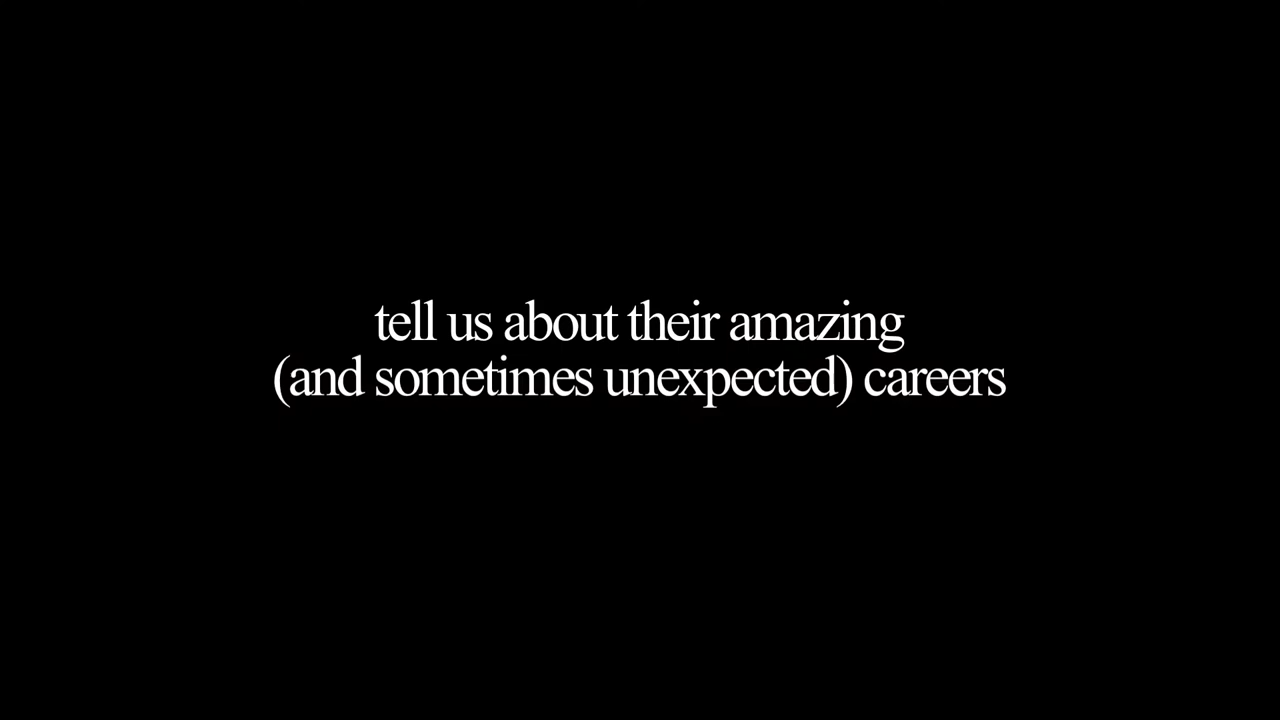 tell us about their amazing
(and sometimes unexpected) careers